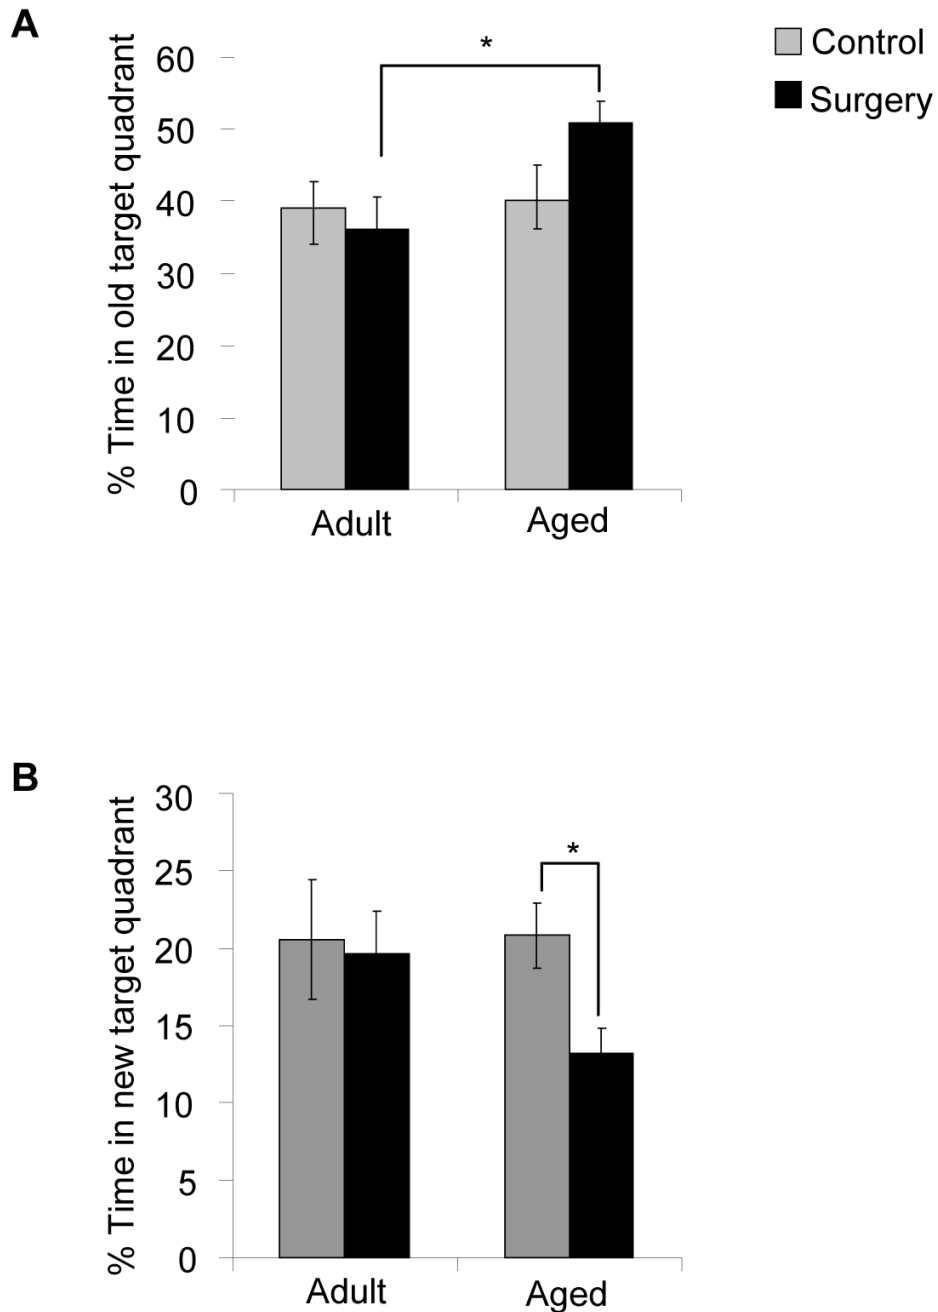 A
% Time in old target quadrant
60
50
40
30
20
10
0
*
Adult
Aged
Control
Surgery
B
% Time in new target quadrant
30
25
20
15
10
5
0
*
Adult
Aged